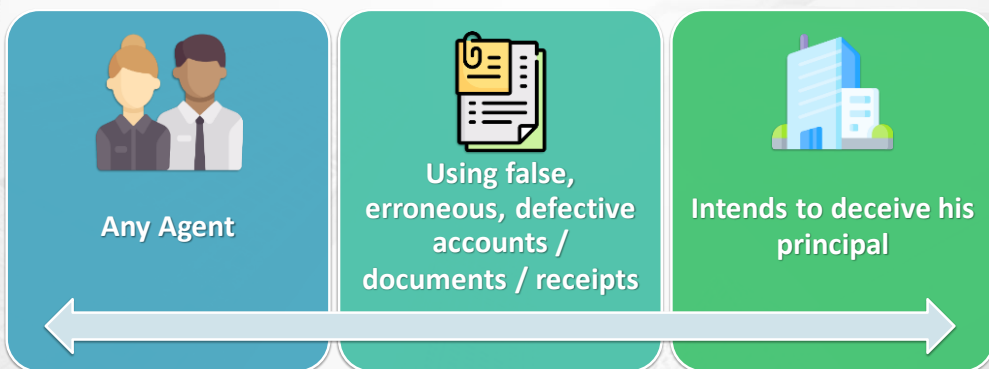 Any Agent
Using false,
erroneous, defective
accounts /
documents / receipts
Intends to deceive his
principal